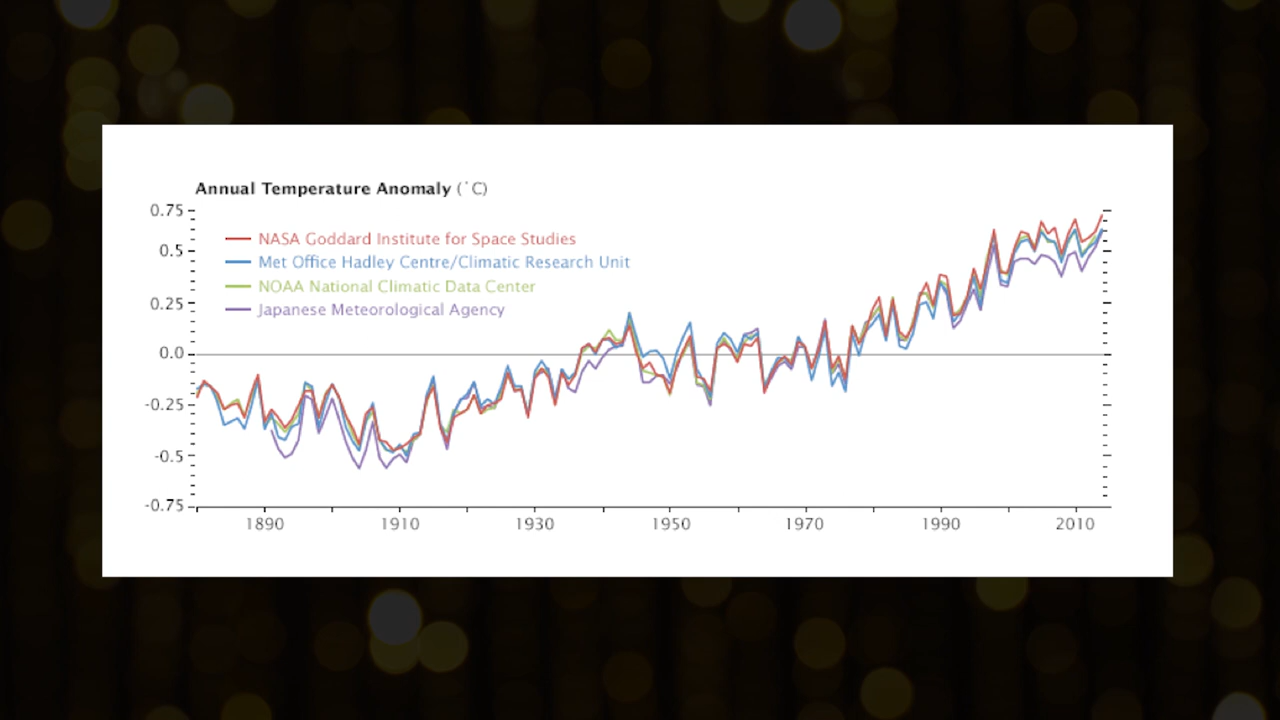 Annual Temperature Anomaly (˚C)
0.75
NASA Goddard Institute for Space Studies
0.5
Met Office Hadley Centre/Climatic Research Unit
NOAA National Climatic Data Center
0.25
Japanese Meteorological Agency
0.0
-0.25
-0.5
-0.75
1890 1910 1930 1950 1970 1990 2010